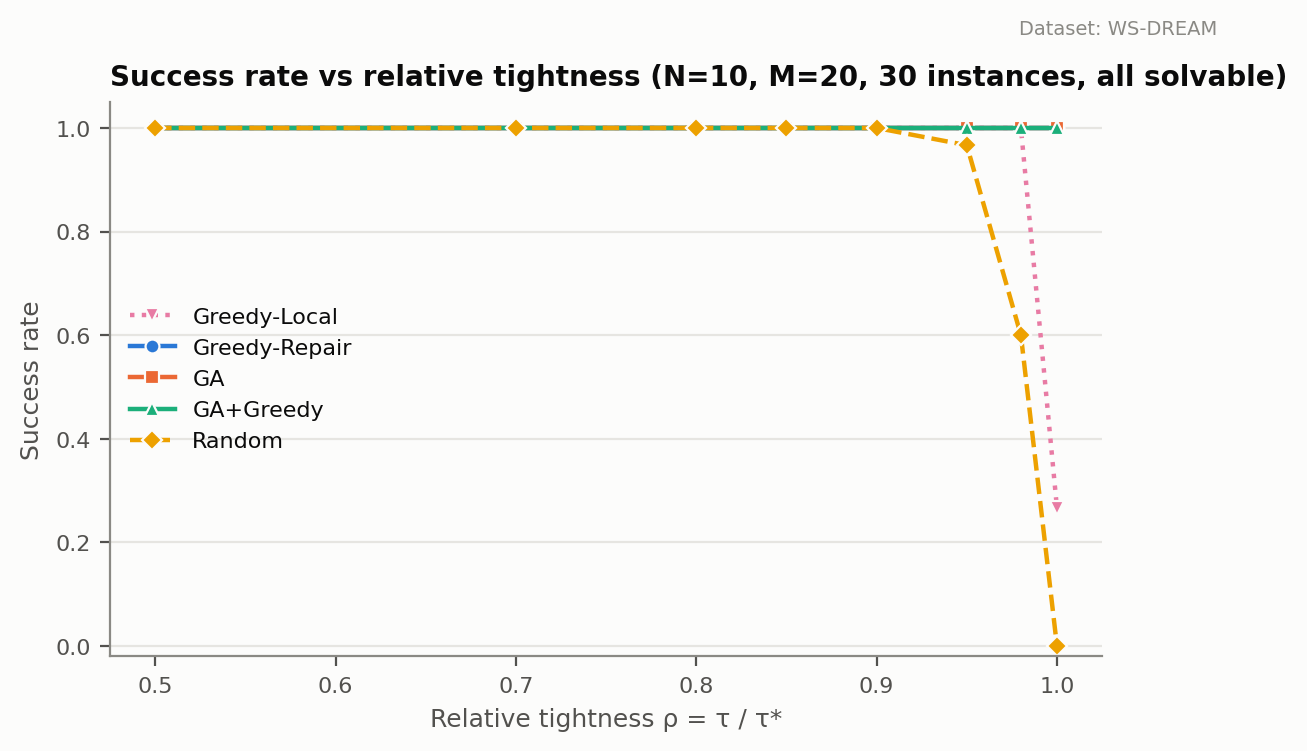 Dataset: WS-DREAM
Success rate vs relative tightness (N=10, M=20, 30 instances, all solvable)
1.0
0.8
0.6
0.4
0.2
0.0
Success rate
Greedy-Local
Greedy-Repair
GA
GA+Greedy
Random
0.5 0.6 0.7 0.8 0.9 1.0
Relative tightness ρ = τ / τ*